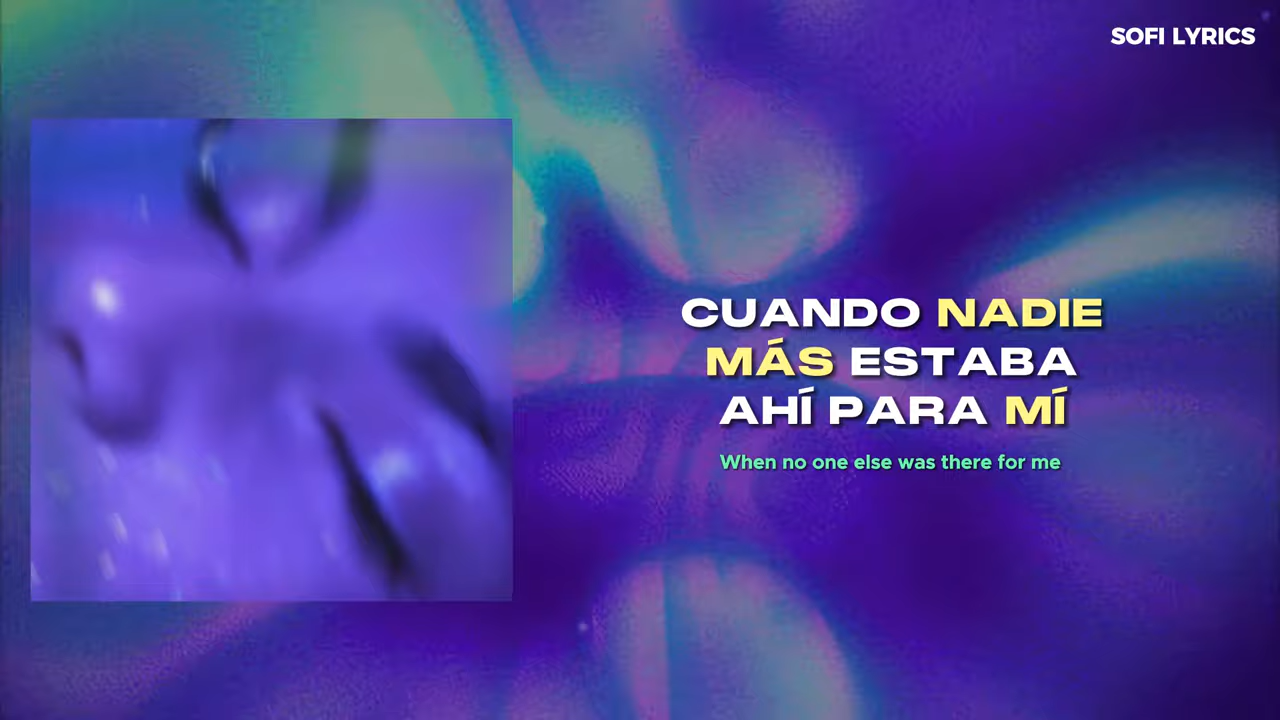 SOFI LYRICS
CUANDO NADIE
MÁS ESTABA
AHÍ PARA MÍ
When no one else was there for me